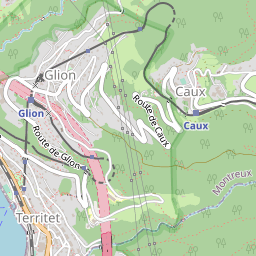 Glion
Caux
Glion
Route de Caux
Caux
Route de Glion
Montreux
Territet